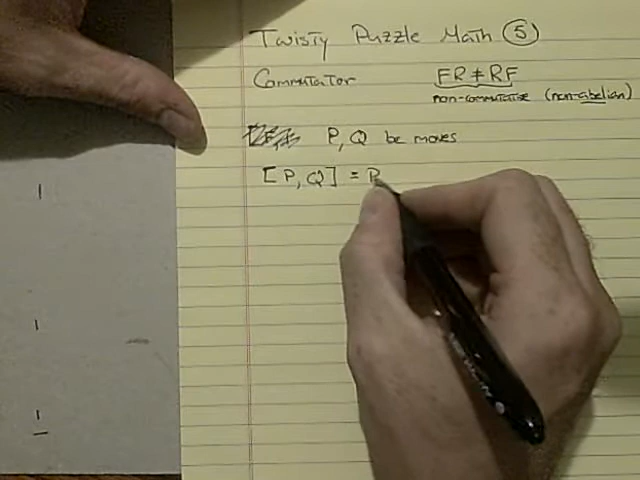 Twisty Puzzle Math 5
Commutator FR ≠ RF
non-commutative (non-abelian)
P, Q be moves
[P, Q] = P